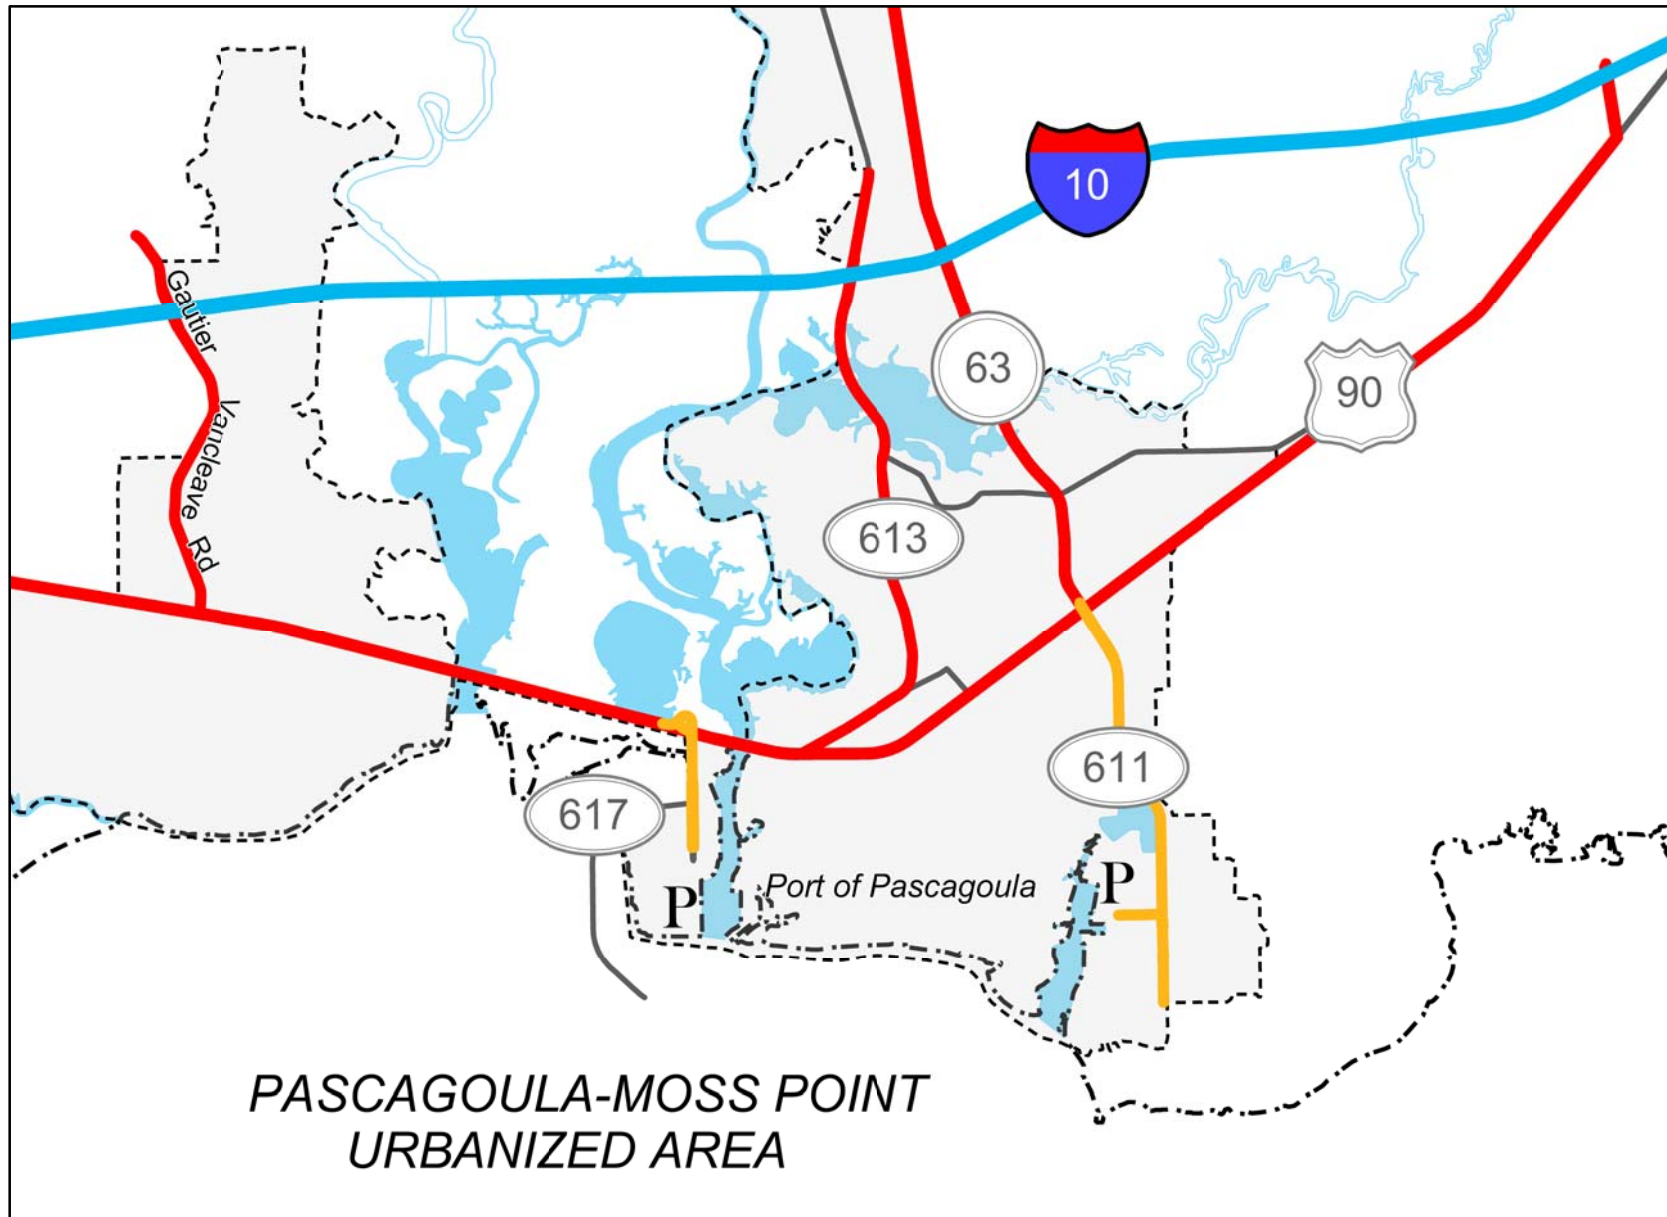 10
Gautier Vancleave Rd
63
90
613
611
617
P
Port of Pascagoula
P
PASCAGOULA-MOSS POINT
URBANIZED AREA